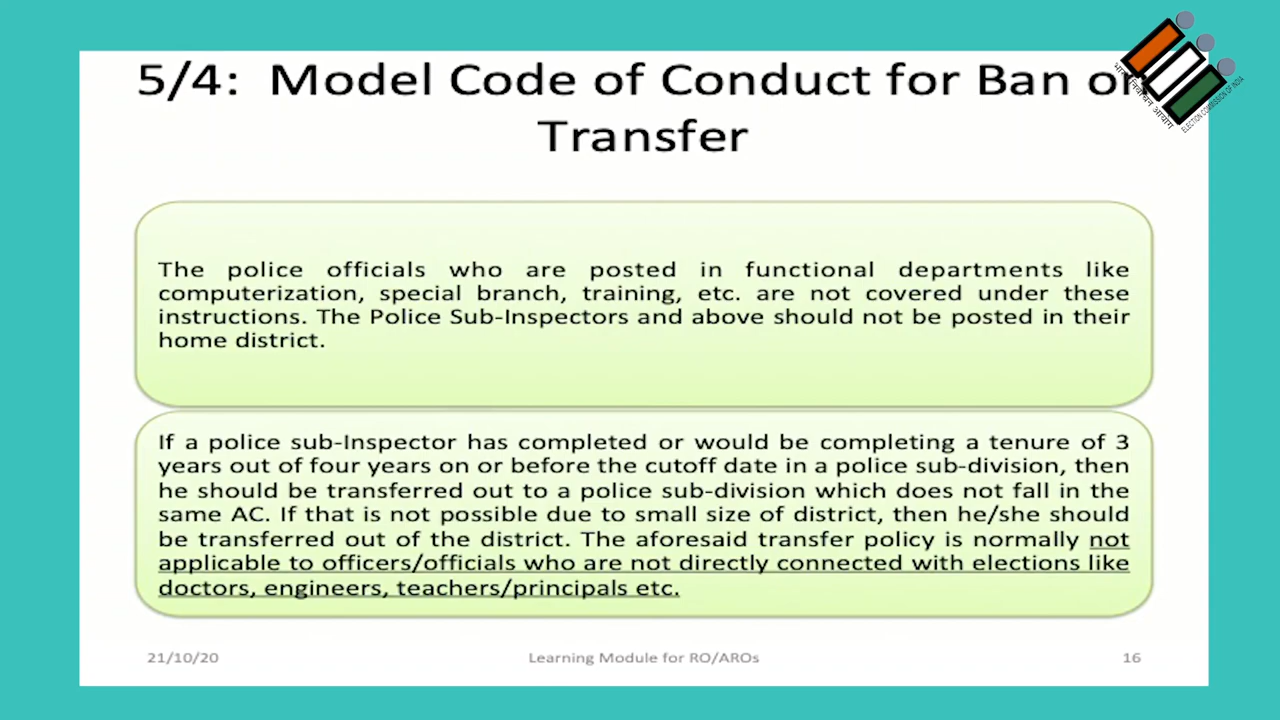 5/4: Model Code of Conduct for Ban on
Transfer
भारत निर्वाचन आयोग
ELECTION COMMISSION OF INDIA
The police officials who are posted in functional departments like
computerization, special branch, training, etc. are not covered under these
instructions. The Police Sub-Inspectors and above should not be posted in their
home district.
If a police sub-Inspector has completed or would be completing a tenure of 3
years out of four years on or before the cutoff date in a police sub-division, then
he should be transferred out to a police sub-division which does not fall in the
same AC. If that is not possible due to small size of district, then he/she should
be transferred out of the district. The aforesaid transfer policy is normally not
applicable to officers/officials who are not directly connected with elections like
doctors, engineers, teachers/principals etc.
21/10/20
Learning Module for RO/AROs
16